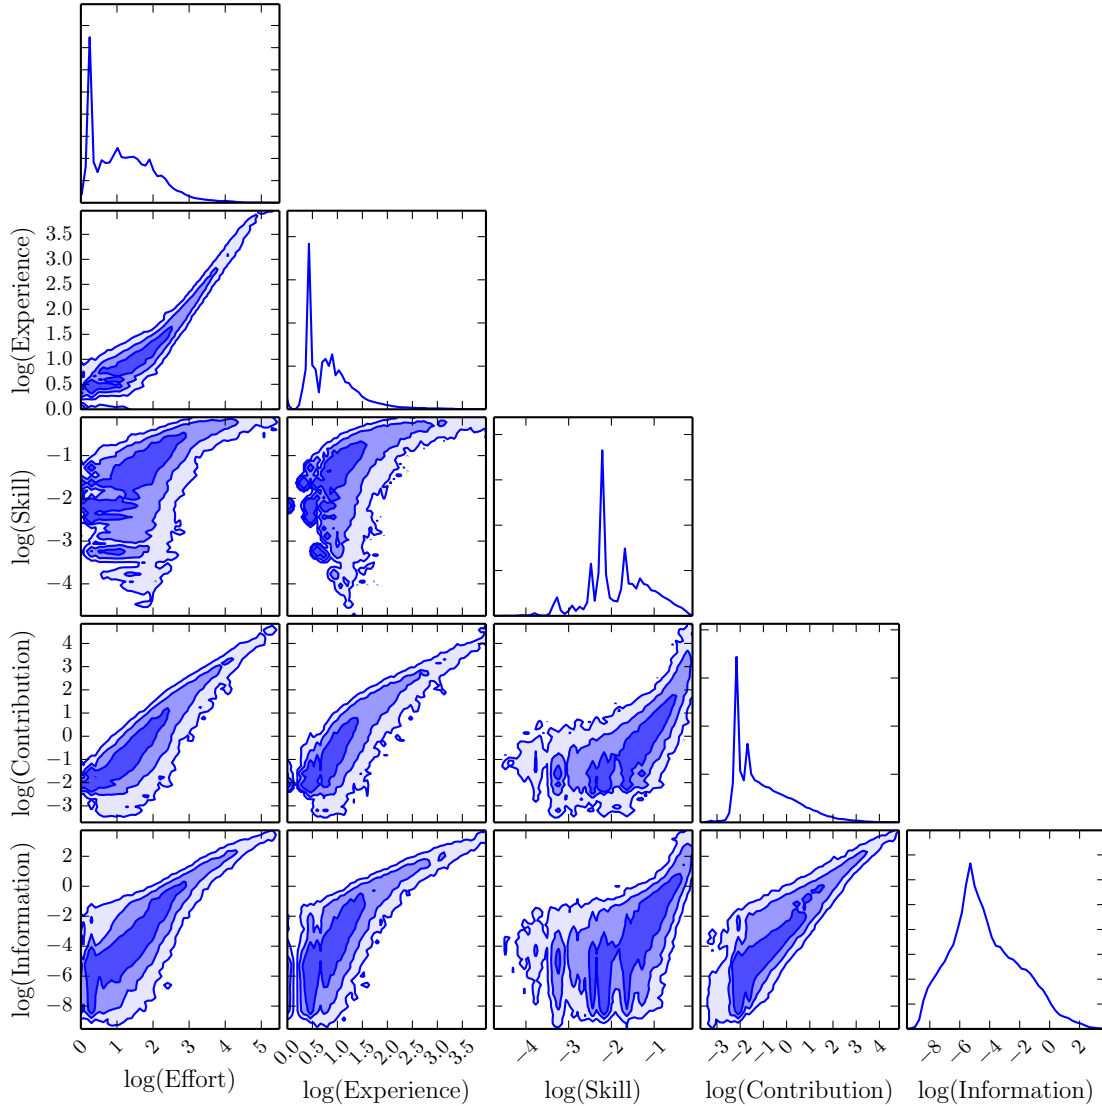 log(Experience)
3.5
3.0
2.5
2.0
1.5
1.0
0.5
0.0
log(Skill)
−1
−2
−3
−4
log(Contribution)
4
3
2
1
0
−1
−2
−3
log(Information)
2
0
−2
−4
−6
−8
0 1 2 3 4 5
0.0 0.5 1.0 1.5 2.0 2.5 3.0 3.5
−4 −3 −2 −1
−3 −2 −1 0 1 2 3 4
−8 −6 −4 −2 0 2
log(Effort) log(Experience) log(Skill) log(Contribution) log(Information)